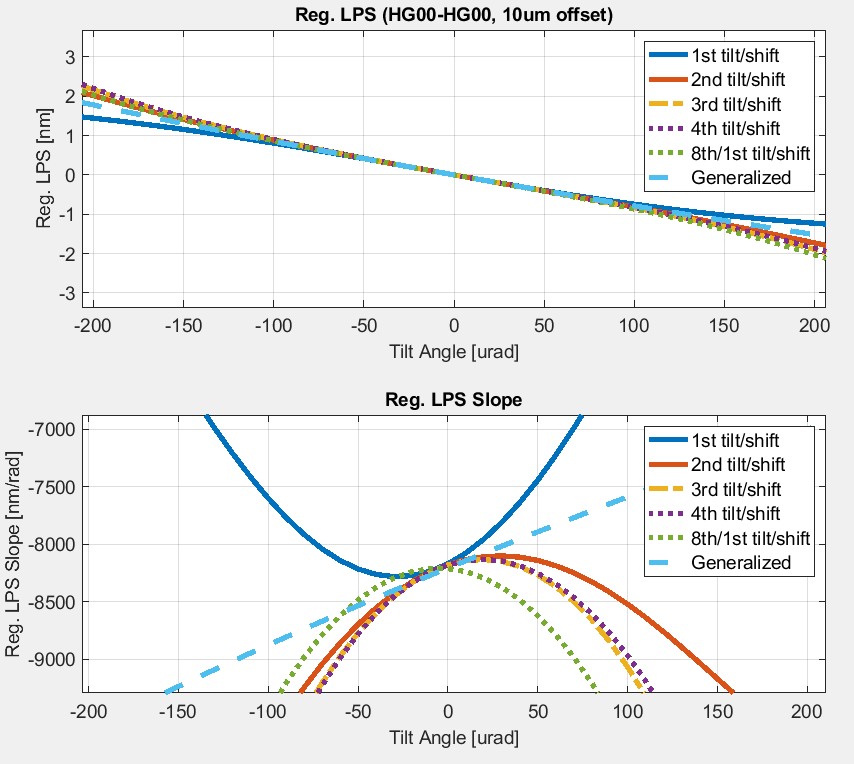 Reg. LPS (HG00-HG00, 10um offset)
3
2
1
0
-1
-2
-3
Reg. LPS [nm]
-200 -150 -100 -50 0 50 100 150 200
Tilt Angle [urad]
1st tilt/shift
2nd tilt/shift
3rd tilt/shift
4th tilt/shift
8th/1st tilt/shift
Generalized
Reg. LPS Slope
-7000
-7500
-8000
-8500
-9000
Reg. LPS Slope [nm/rad]
-200 -150 -100 -50 0 50 100 150 200
Tilt Angle [urad]
1st tilt/shift
2nd tilt/shift
3rd tilt/shift
4th tilt/shift
8th/1st tilt/shift
Generalized